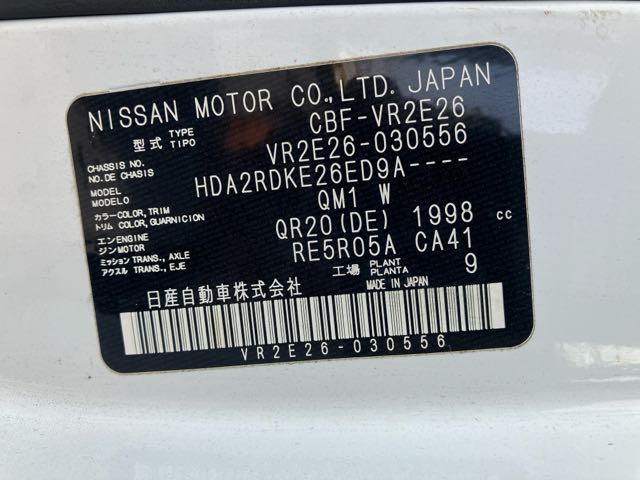 NISSAN MOTOR CO.,LTD. JAPAN
型式 TYPE TIPO CBF-VR2E26
CHASSIS NO. NO.DE CHASIS VR2E26-030556
MODEL MODELO HDA2RDKE26ED9A----
カラー COLOR, TRIM トリム COLOR, GUARNICION QM1 W
エンジン ENGINE MOTOR QR20(DE) 1998 cc
ミッション TRANS., AXLE アクスル TRANS., EJE RE5R05A CA41
工場 PLANT PLANTA 9
日産自動車株式会社 MADE IN JAPAN
VR2E26-030556